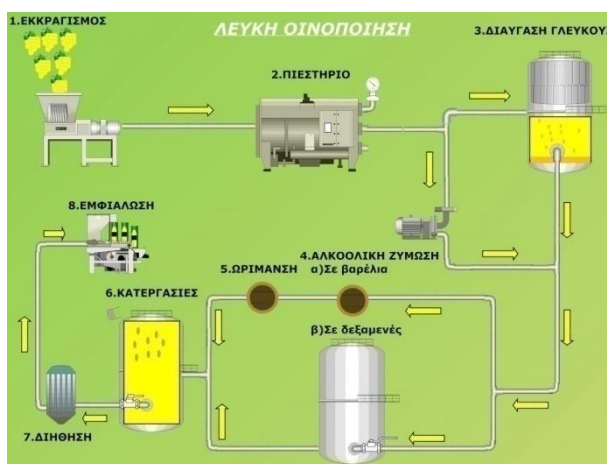 1.ΕΚΚΡΑΓΙΣΜΟΣ
ΛΕΥΚΗ ΟΙΝΟΠΟΙΗΣΗ
3.ΔΙΑΥΓΑΣΗ ΓΛΕΥΚΟΥΣ
2.ΠΙΕΣΤΗΡΙΟ
8.ΕΜΦΙΑΛΩΣΗ
4.ΑΛΚΟΟΛΙΚΗ ΖΥΜΩΣΗ
α)Σε βαρέλια
5.ΩΡΙΜΑΝΣΗ
6.ΚΑΤΕΡΓΑΣΙΕΣ
β)Σε δεξαμενές
7.ΔΙΗΘΗΣΗ